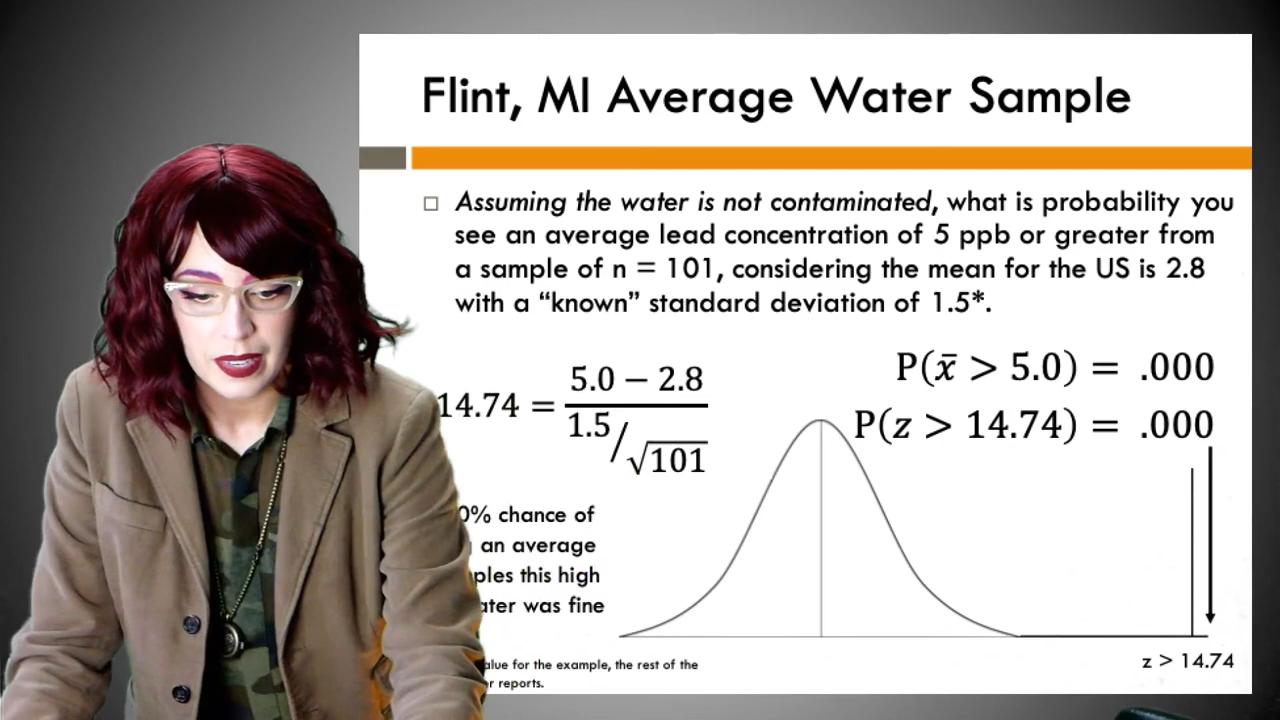 Flint, MI Average Water Sample
Assuming the water is not contaminated, what is probability you
see an average lead concentration of 5 ppb or greater from
a sample of n = 101, considering the mean for the US is 2.8
with a “known” standard deviation of 1.5*.
P(x̄ > 5.0) = .000
P(z > 14.74) = .000
14.74 = (5.0 − 2.8) / (1.5/√101)
0% chance of
an average
this high
was fine
for the example, the rest of the
reports.
z > 14.74